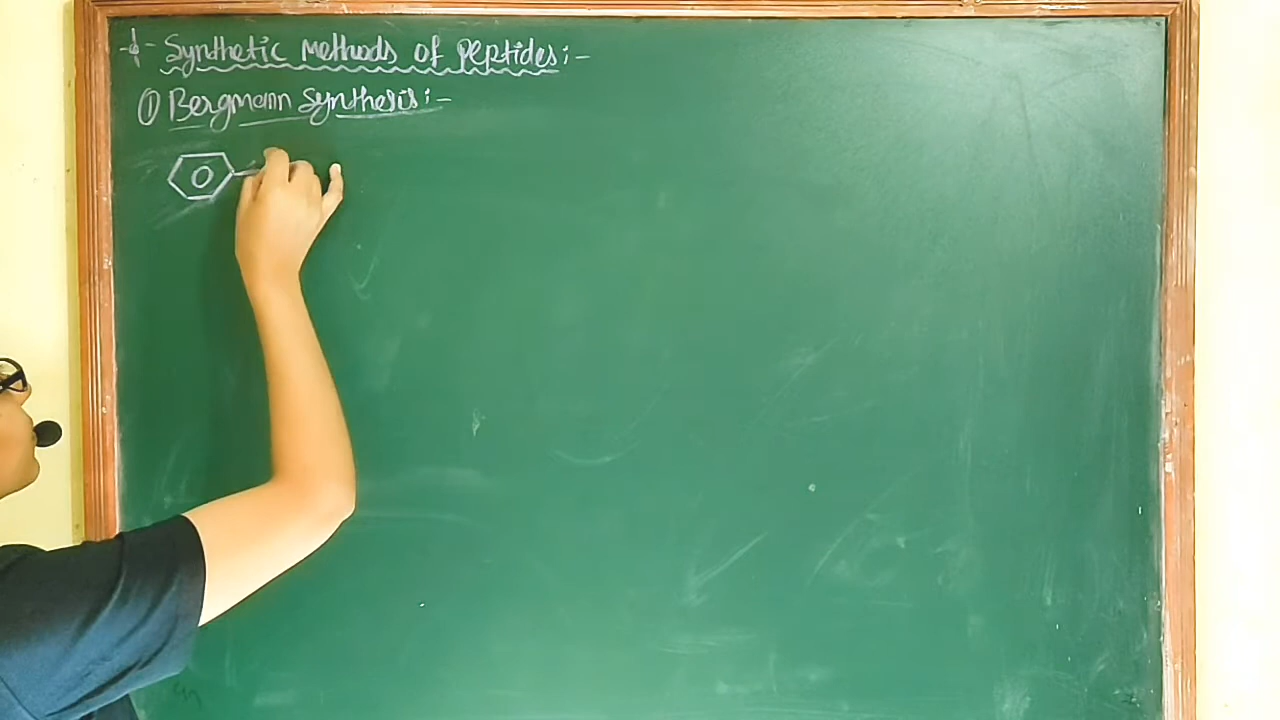 Synthetic Methods of Peptides:-
① Bergmann Synthesis:-